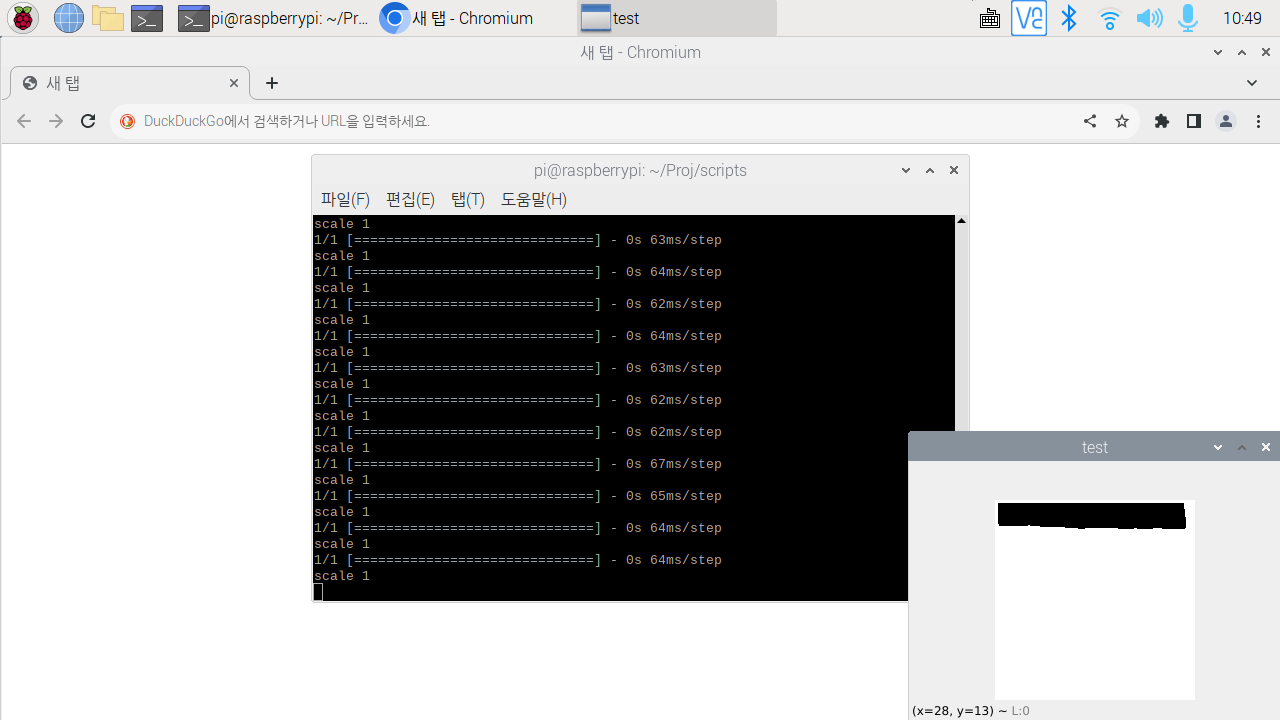 pi@raspberrypi: ~/Pr... 새 탭 - Chromium test 10:49
새 탭 - Chromium
새 탭
DuckDuckGo에서 검색하거나 URL을 입력하세요.
pi@raspberrypi: ~/Proj/scripts
파일(F) 편집(E) 탭(T) 도움말(H)
scale 1
1/1 [==============================] - 0s 63ms/step
scale 1
1/1 [==============================] - 0s 64ms/step
scale 1
1/1 [==============================] - 0s 62ms/step
scale 1
1/1 [==============================] - 0s 64ms/step
scale 1
1/1 [==============================] - 0s 63ms/step
scale 1
1/1 [==============================] - 0s 62ms/step
scale 1
1/1 [==============================] - 0s 62ms/step
scale 1
1/1 [==============================] - 0s 67ms/step
scale 1
1/1 [==============================] - 0s 65ms/step
scale 1
1/1 [==============================] - 0s 64ms/step
scale 1
1/1 [==============================] - 0s 64ms/step
scale 1
test
(x=28, y=13) ~ L:0